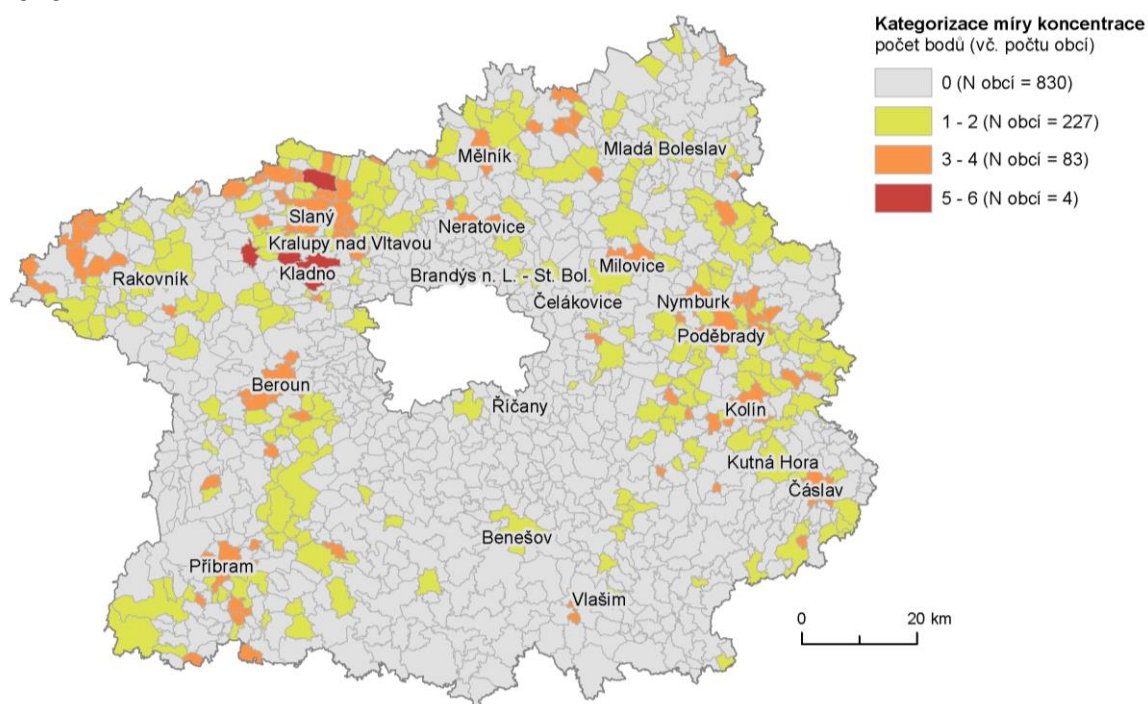 Kategorizace míry koncentrace
počet bodů (vč. počtu obcí)
0 (N obcí = 830)
1 - 2 (N obcí = 227)
3 - 4 (N obcí = 83)
5 - 6 (N obcí = 4)
Mělník
Mladá Boleslav
Slaný
Neratovice
Kralupy nad Vltavou
Rakovník
Kladno
Brandýs n. L. - St. Bol.
Milovice
Čelákovice
Nymburk
Poděbrady
Beroun
Říčany
Kolín
Kutná Hora
Čáslav
Benešov
Příbram
Vlašim
0
20 km